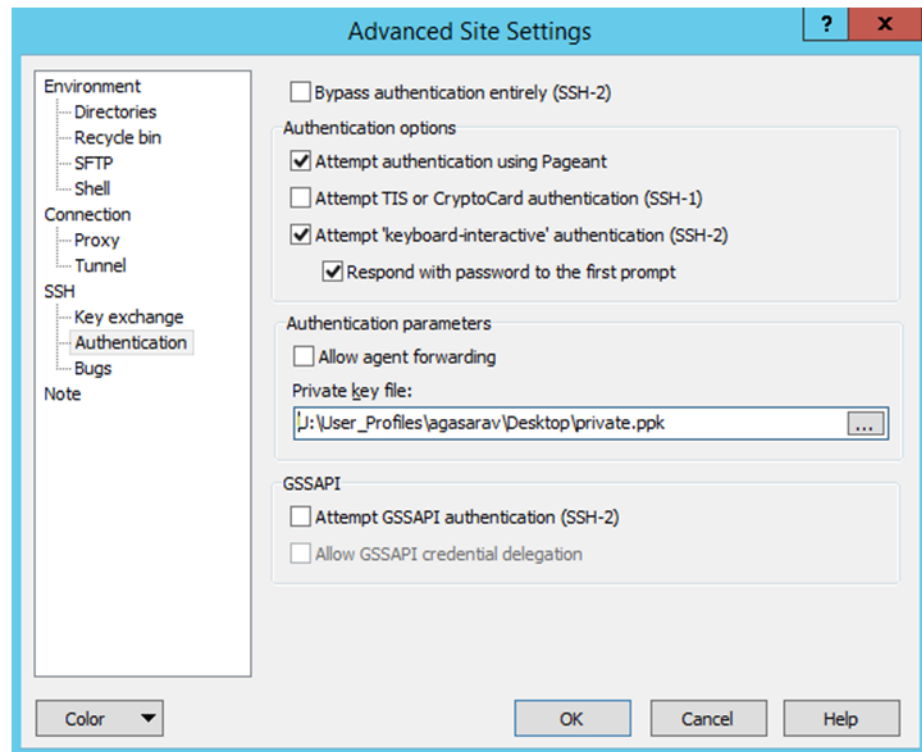 Advanced Site Settings
?
x
Environment
Directories
Recycle bin
SFTP
Shell
Connection
Proxy
Tunnel
SSH
Key exchange
Authentication
Bugs
Note
Bypass authentication entirely (SSH-2)
Authentication options
Attempt authentication using Pageant
Attempt TIS or CryptoCard authentication (SSH-1)
Attempt 'keyboard-interactive' authentication (SSH-2)
Respond with password to the first prompt
Authentication parameters
Allow agent forwarding
Private key file:
J:\User_Profiles\agasarav\Desktop\private.ppk
...
GSSAPI
Attempt GSSAPI authentication (SSH-2)
Allow GSSAPI credential delegation
Color
OK
Cancel
Help